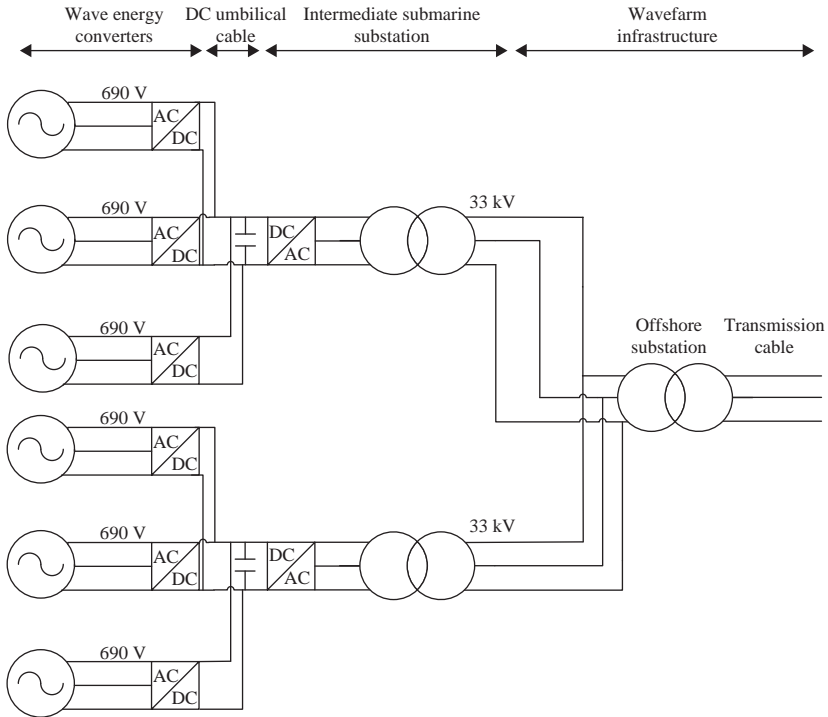 Wave energy
converters
DC umbilical
cable
Intermediate submarine
substation
Wavefarm
infrastructure
690 V
AC
DC
690 V
AC
DC
DC
AC
33 kV
690 V
AC
DC
Offshore
substation
Transmission
cable
690 V
AC
DC
690 V
AC
DC
DC
AC
33 kV
690 V
AC
DC